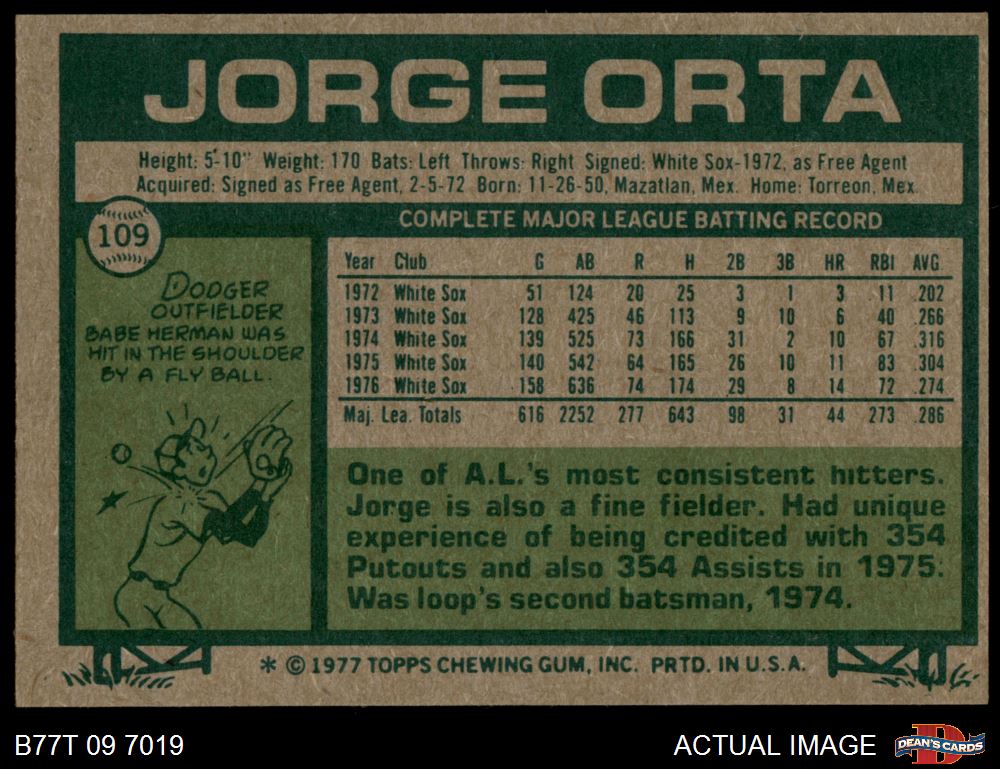 JORGE ORTA
Height: 5'-10" Weight: 170 Bats: Left Throws: Right Signed: White Sox-1972, as Free Agent
Acquired: Signed as Free Agent, 2-5-72 Born: 11-26-50, Mazatlan, Mex. Home: Torreon, Mex.
109
COMPLETE MAJOR LEAGUE BATTING RECORD
Year Club G AB R H 2B 3B HR RBI AVG.
1972 White Sox 51 124 20 25 3 1 3 11 .202
1973 White Sox 128 425 46 113 9 10 6 40 .266
1974 White Sox 139 525 73 166 31 2 10 67 .316
1975 White Sox 140 542 64 165 26 10 11 83 .304
1976 White Sox 158 636 74 174 29 8 14 72 .274
Maj. Lea. Totals 616 2252 277 643 98 31 44 273 .286
DODGER
OUTFIELDER
BABE HERMAN WAS
HIT IN THE SHOULDER
BY A FLY BALL.
One of A.L.'s most consistent hitters.
Jorge is also a fine fielder. Had unique
experience of being credited with 354
Putouts and also 354 Assists in 1975.
Was loop's second batsman, 1974.
* © 1977 TOPPS CHEWING GUM, INC. PRTD. IN U.S.A.
B77T 09 7019
ACTUAL IMAGE
D
DEAN'S CARDS